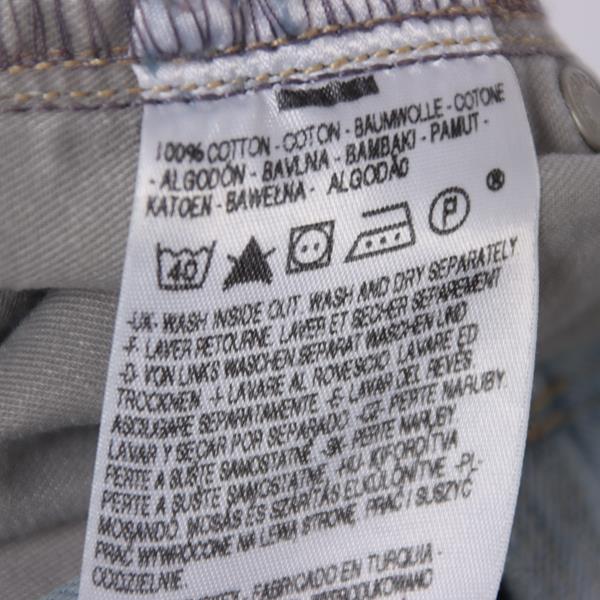 100% COTTON - COTON - BAUMWOLLE - COTONE
- ALGODÓN - BAVLNA - BAMBAKI - PAMUT -
KATOEN - BAWEŁNA - ALGODÃO
®
40 P
-UK- WASH INSIDE OUT. WASH AND DRY SEPARATELY
-F- LAVER RETOURNE, LAVER ET SECHER SEPAREMENT
-D- VON LINKS WASCHEN SEPARAT WASCHEN UND
TROCKNEN -I- LAVARE AL ROVESCIO, LAVARE ED
ASCIUGARE SEPARATAMENTE -E- LAVAR DEL REVÉS
LAVAR Y SECAR POR SEPARADO -CZ- PERTE NARUBY.
PERTE A SUŠTE SAMOSTATNE -SK- PERTE NARUBY
PERTE A SUŠTE SAMOSTATNE. -HU- KIFORDÍTVA
MOSANDÓ. MOSÁS ÉS SZÁRÍTÁS ELKÜLÖNÍTVE -PL-
PRAĆ WYWRÓCONE NA LEWĄ STRONĘ, PRAĆ I SUSZYĆ
ODDZIELNIE.
- FABRICADO EN TURQUIA -